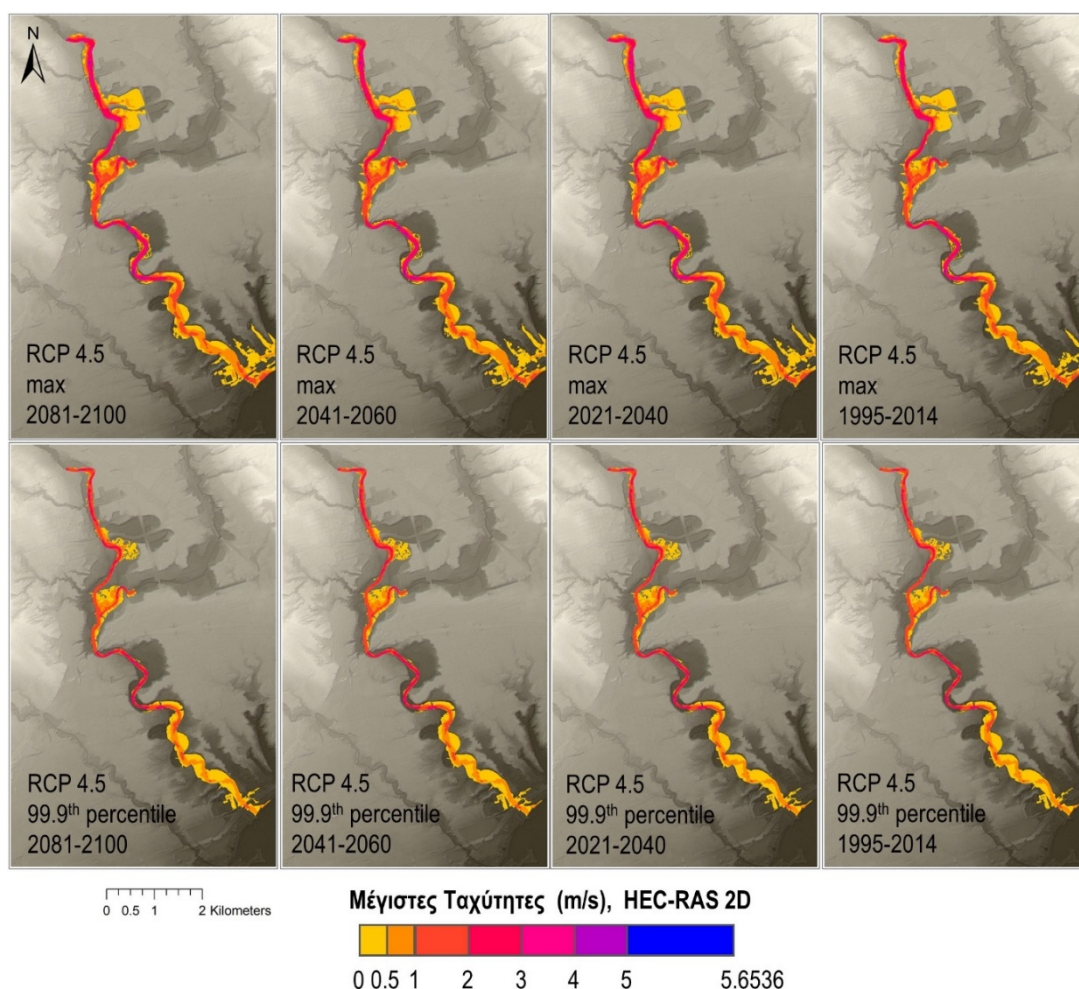 N
RCP 4.5
max
2081-2100
RCP 4.5
max
2041-2060
RCP 4.5
max
2021-2040
RCP 4.5
max
1995-2014
RCP 4.5
99.9th percentile
2081-2100
RCP 4.5
99.9th percentile
2041-2060
RCP 4.5
99.9th percentile
2021-2040
RCP 4.5
99.9th percentile
1995-2014
0 0.5 1 2 Kilometers
Μέγιστες Ταχύτητες (m/s), HEC-RAS 2D
0 0.5 1 2 3 4 5 5.6536